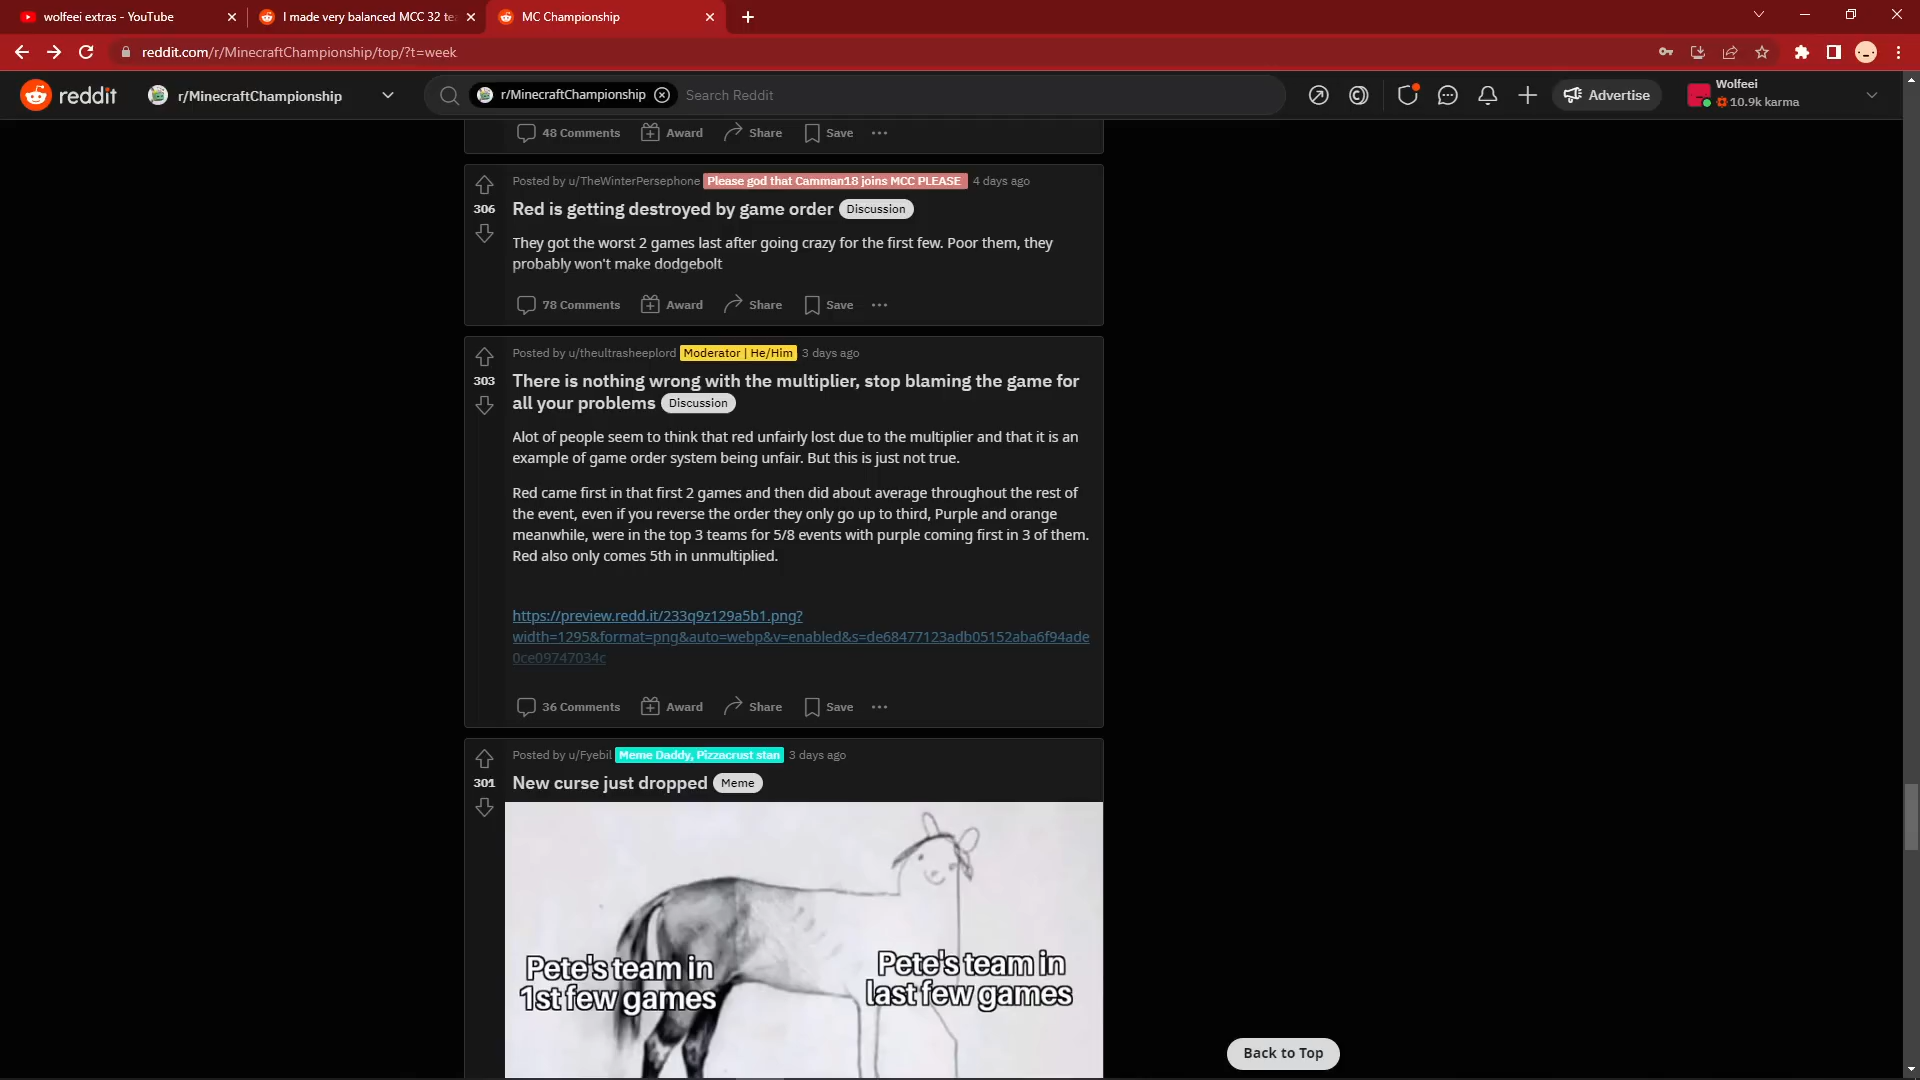 wolfeei extras - YouTube
I made very balanced MCC 32 te
MC Championship
reddit.com/r/MinecraftChampionship/top/?t=week
reddit
r/MinecraftChampionship
r/MinecraftChampionship
Search Reddit
Advertise
Wolfeei
10.9k karma
48 Comments Award Share Save
Posted by u/TheWinterPersephone Please god that Camman18 joins MCC PLEASE 4 days ago
306
Red is getting destroyed by game order Discussion
They got the worst 2 games last after going crazy for the first few. Poor them, they
probably won't make dodgebolt
78 Comments Award Share Save
Posted by u/theultrasheeplord Moderator | He/Him 3 days ago
303
There is nothing wrong with the multiplier, stop blaming the game for
all your problems Discussion
Alot of people seem to think that red unfairly lost due to the multiplier and that it is an
example of game order system being unfair. But this is just not true.
Red came first in that first 2 games and then did about average throughout the rest of
the event, even if you reverse the order they only go up to third, Purple and orange
meanwhile, were in the top 3 teams for 5/8 events with purple coming first in 3 of them.
Red also only comes 5th in unmultiplied.
https://preview.redd.it/233q9z129a5b1.png?
width=1295&format=png&auto=webp&v=enabled&s=de68477123adb05152aba6f94ade
0ce09747034c
36 Comments Award Share Save
Posted by u/Fyebil Meme Daddy, Pizzacrust stan 3 days ago
301
New curse just dropped Meme
Pete's team in
1st few games
Pete's team in
last few games
Back to Top